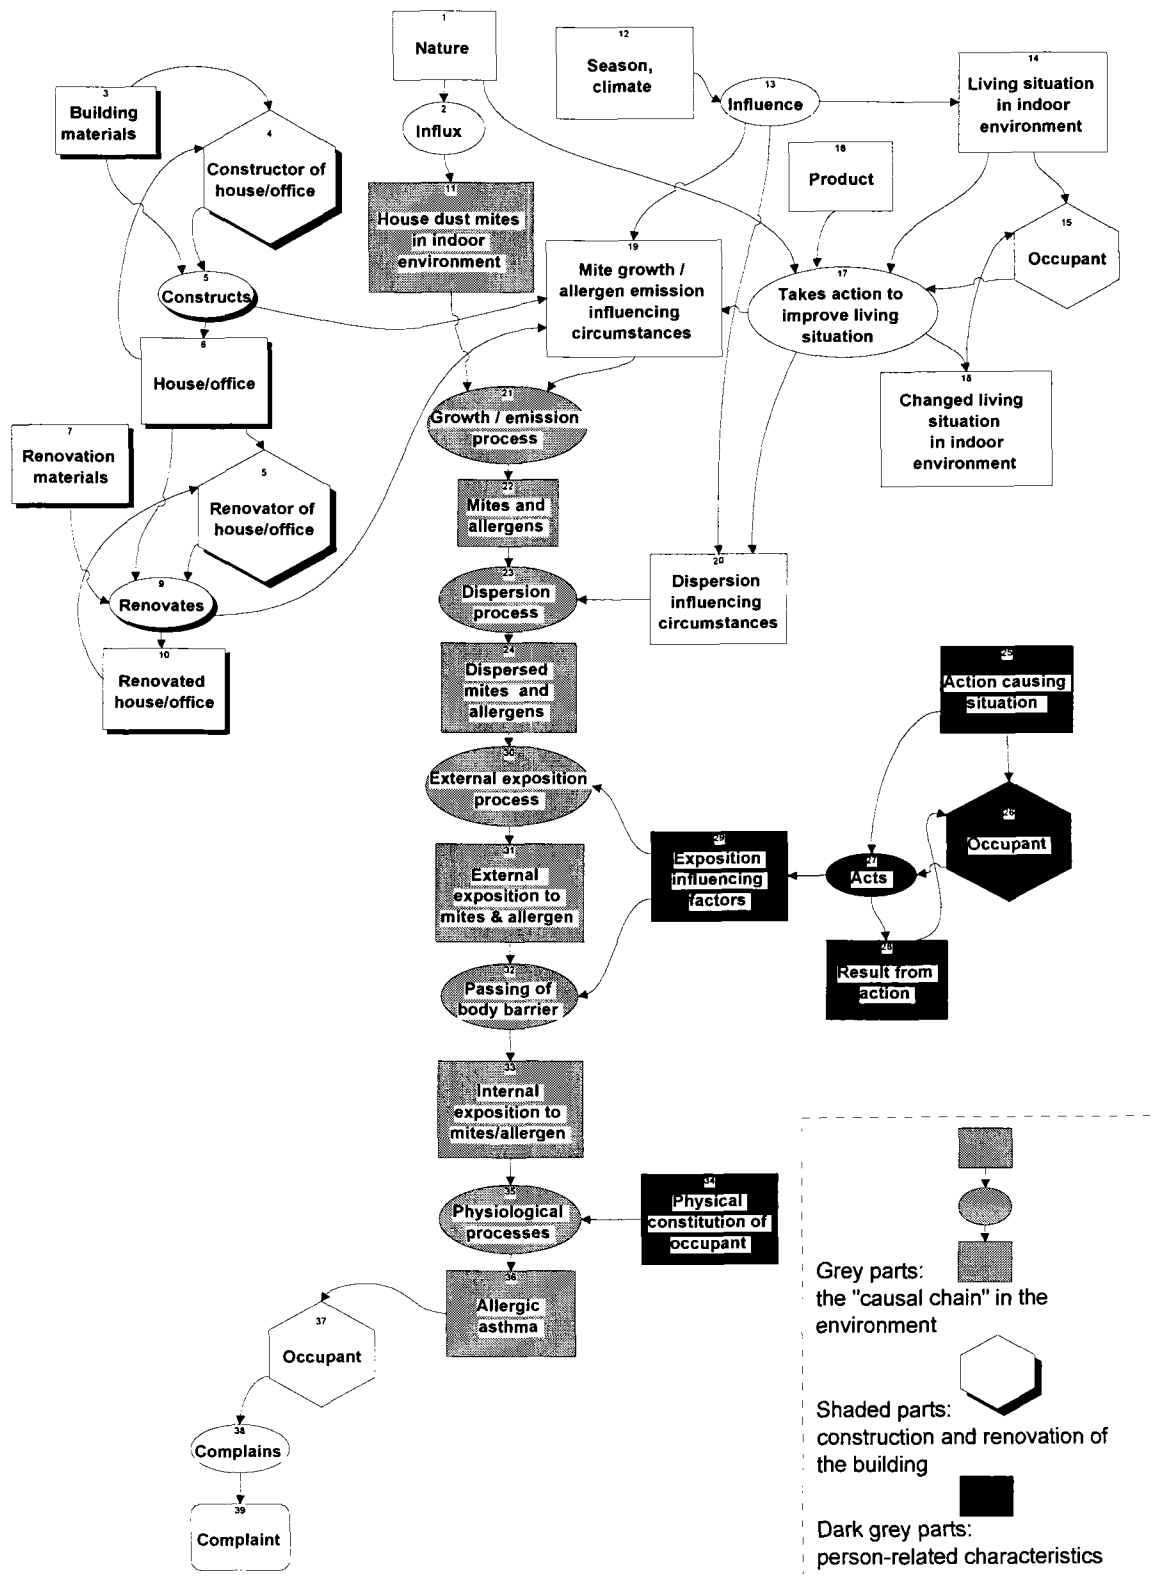 1
Nature
12
Season,
climate
13
Influence
14
Living situation
in indoor
environment
3
Building
materials
4
Constructor of
house/office
2
Influx
16
Product
11
House dust mites
in indoor
environment
15
Occupant
19
Mite growth /
allergen emission
influencing
circumstances
17
Takes action to
improve living
situation
5
Constructs
6
House/office
18
Changed living
situation
in indoor
environment
21
Growth / emission
process
7
Renovation
materials
5
Renovator of
house/office
22
Mites and
allergens
20
Dispersion
influencing
circumstances
23
Dispersion
process
9
Renovates
10
Renovated
house/office
24
Dispersed
mites and
allergens
25
Action causing
situation
30
External exposition
process
26
Occupant
29
Exposition
influencing
factors
27
Acts
31
External
exposition to
mites & allergen
28
Result from
action
32
Passing of
body barrier
33
Internal
exposition to
mites/allergen
34
Physical
constitution of
occupant
35
Physiological
processes
36
Allergic
asthma
37
Occupant
38
Complains
39
Complaint
Grey parts:
the "causal chain" in the
environment
Shaded parts:
construction and renovation of
the building
Dark grey parts:
person-related characteristics